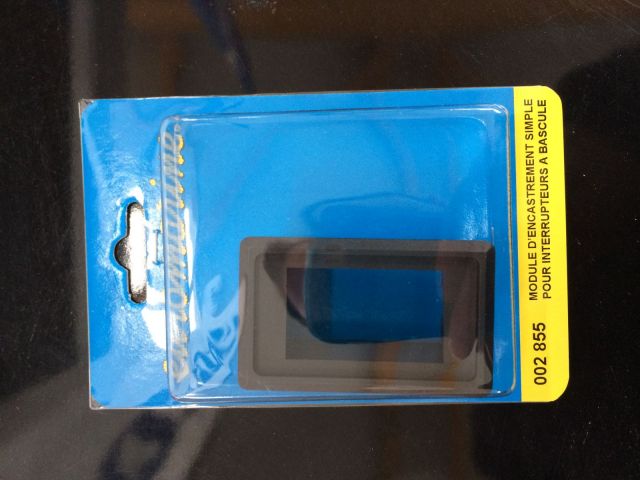 MODULE D'ENCASTREMENT SIMPLE
POUR INTERRUPTEURS A BASCULE
002 855